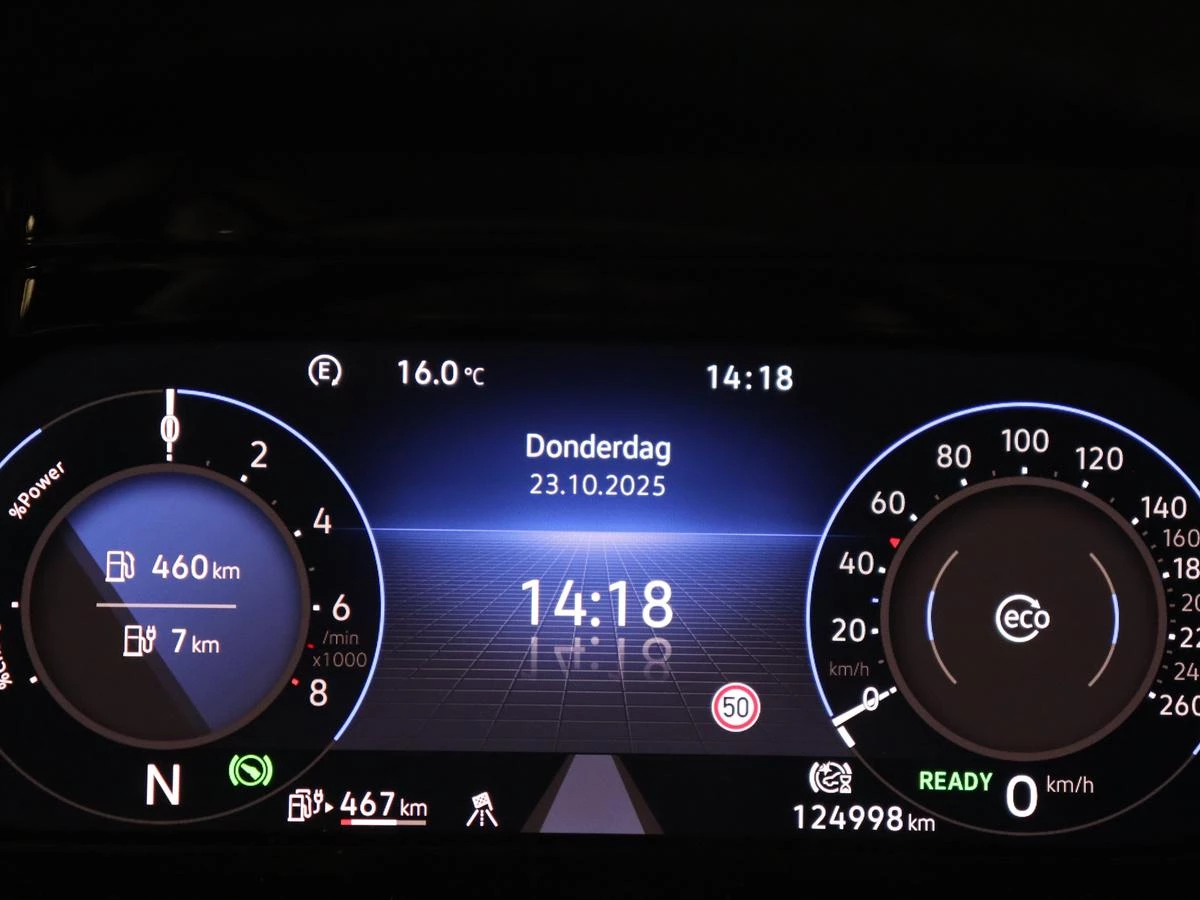 E 16.0 °C 14:18
Donderdag
23.10.2025
14:18
50
%Power
0
2
4
6
/min
x1000
8
460 km
7 km
N
467 km
0
20
40
60
80
100
120
140
160
km/h
eco
260
READY 0 km/h
124998 km